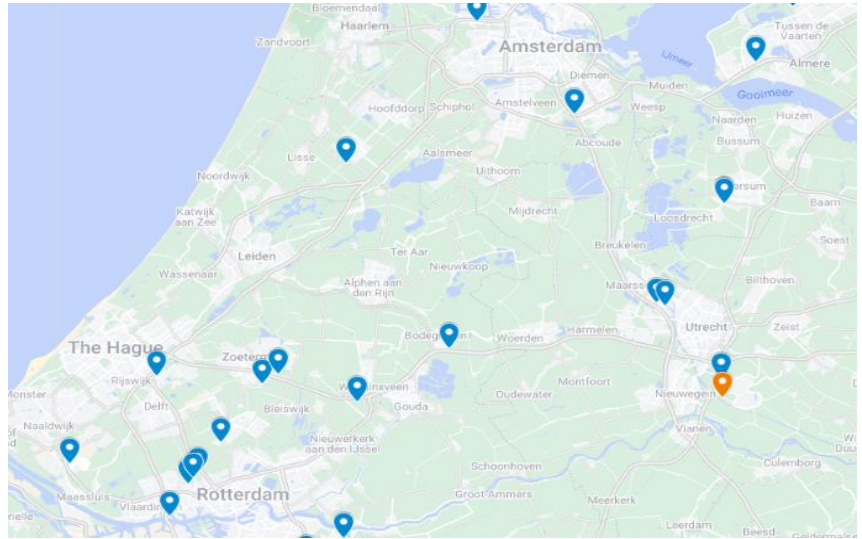 Bloemendaal
Haarlem
Zandvoort
Amsterdam
IJmeer
Tussen de
Vaarten
Almere
Diemen
Muiden
Gooimeer
Hoofddorp
Schiphol
Amstelveen
Weesp
Naarden
Huizen
Bussum
Abcoude
Lisse
Aalsmeer
Uithoorn
Noordwijk
Mijdrecht
Loosdrecht
Baarn
Katwijk
aan Zee
Leiden
Ter Aar
Nieuwkoop
Breukelen
Soest
Wassenaar
Alphen aan
den Rijn
Bilthoven
The Hague
Woerden
Harmelen
Utrecht
Zeist
Rijswijk
Monster
Delft
Bleiswijk
Gouda
Oudewater
Montfoort
Nieuwegein
Naaldwijk
Nieuwerkerk
aan den IJssel
Vianen
Culemborg
Maassluis
Schoonhoven
Rotterdam
Groot-Ammers
Meerkerk
Leerdam
Beesd